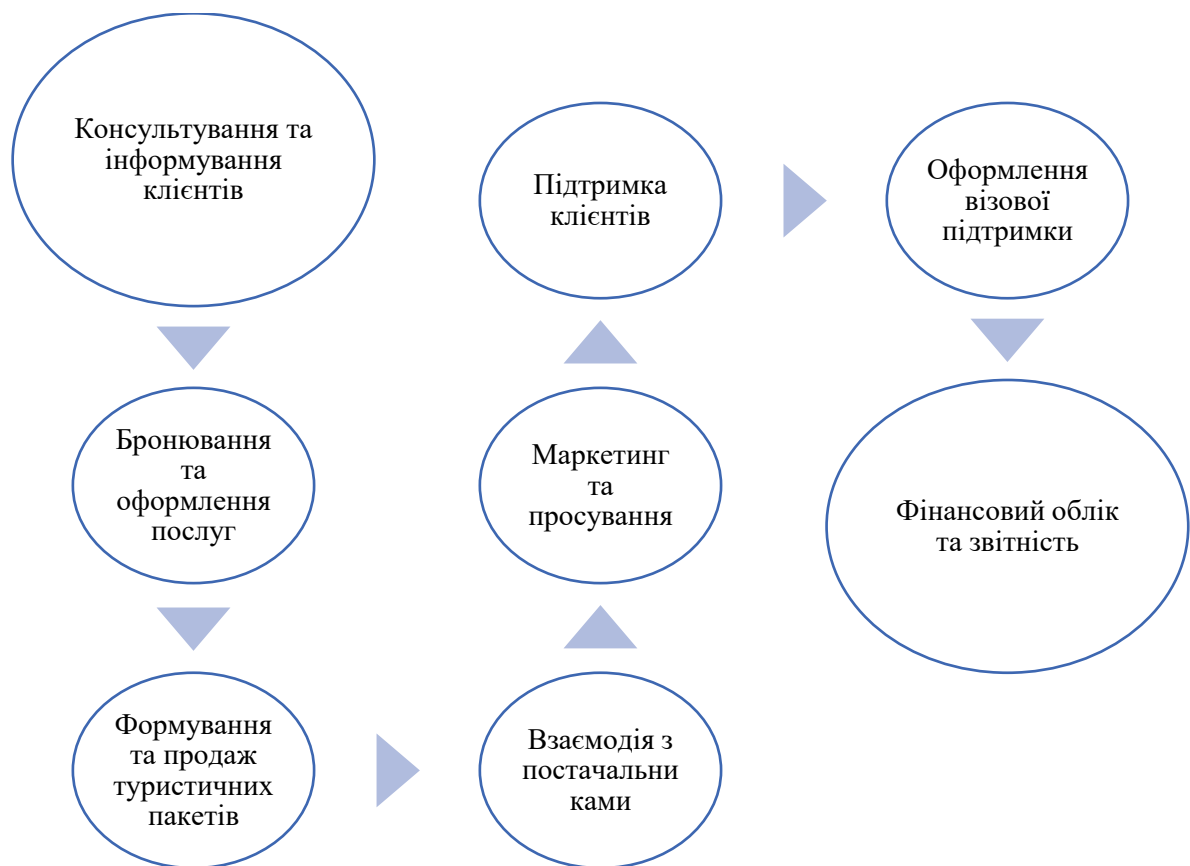 Консультування та
інформування
клієнтів
Бронювання
та
оформлення
послуг
Формування
та продаж
туристичних
пакетів
Взаємодія з
постачальни
ками
Маркетинг
та
просування
Підтримка
клієнтів
Оформлення
візової
підтримки
Фінансовий облік
та звітність